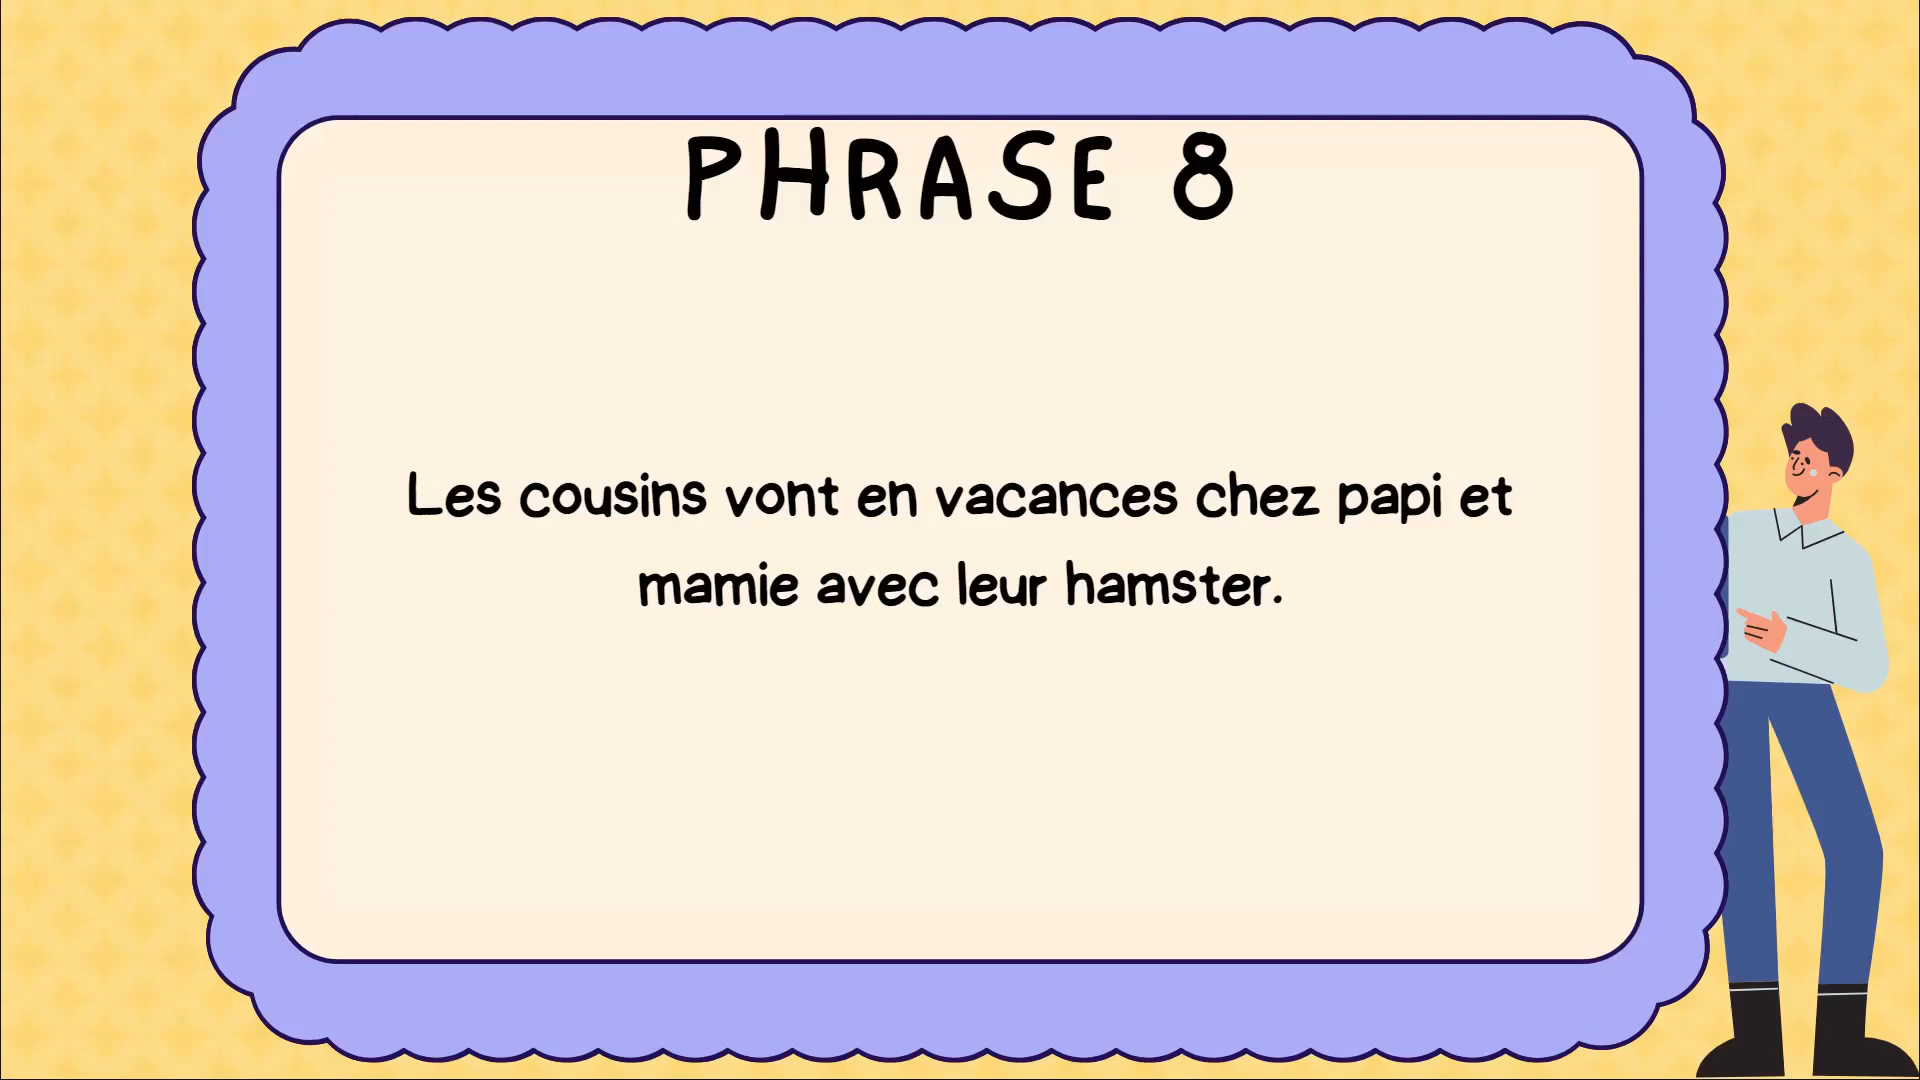 PHRASE 8
Les cousins vont en vacances chez papi et
mamie avec leur hamster.